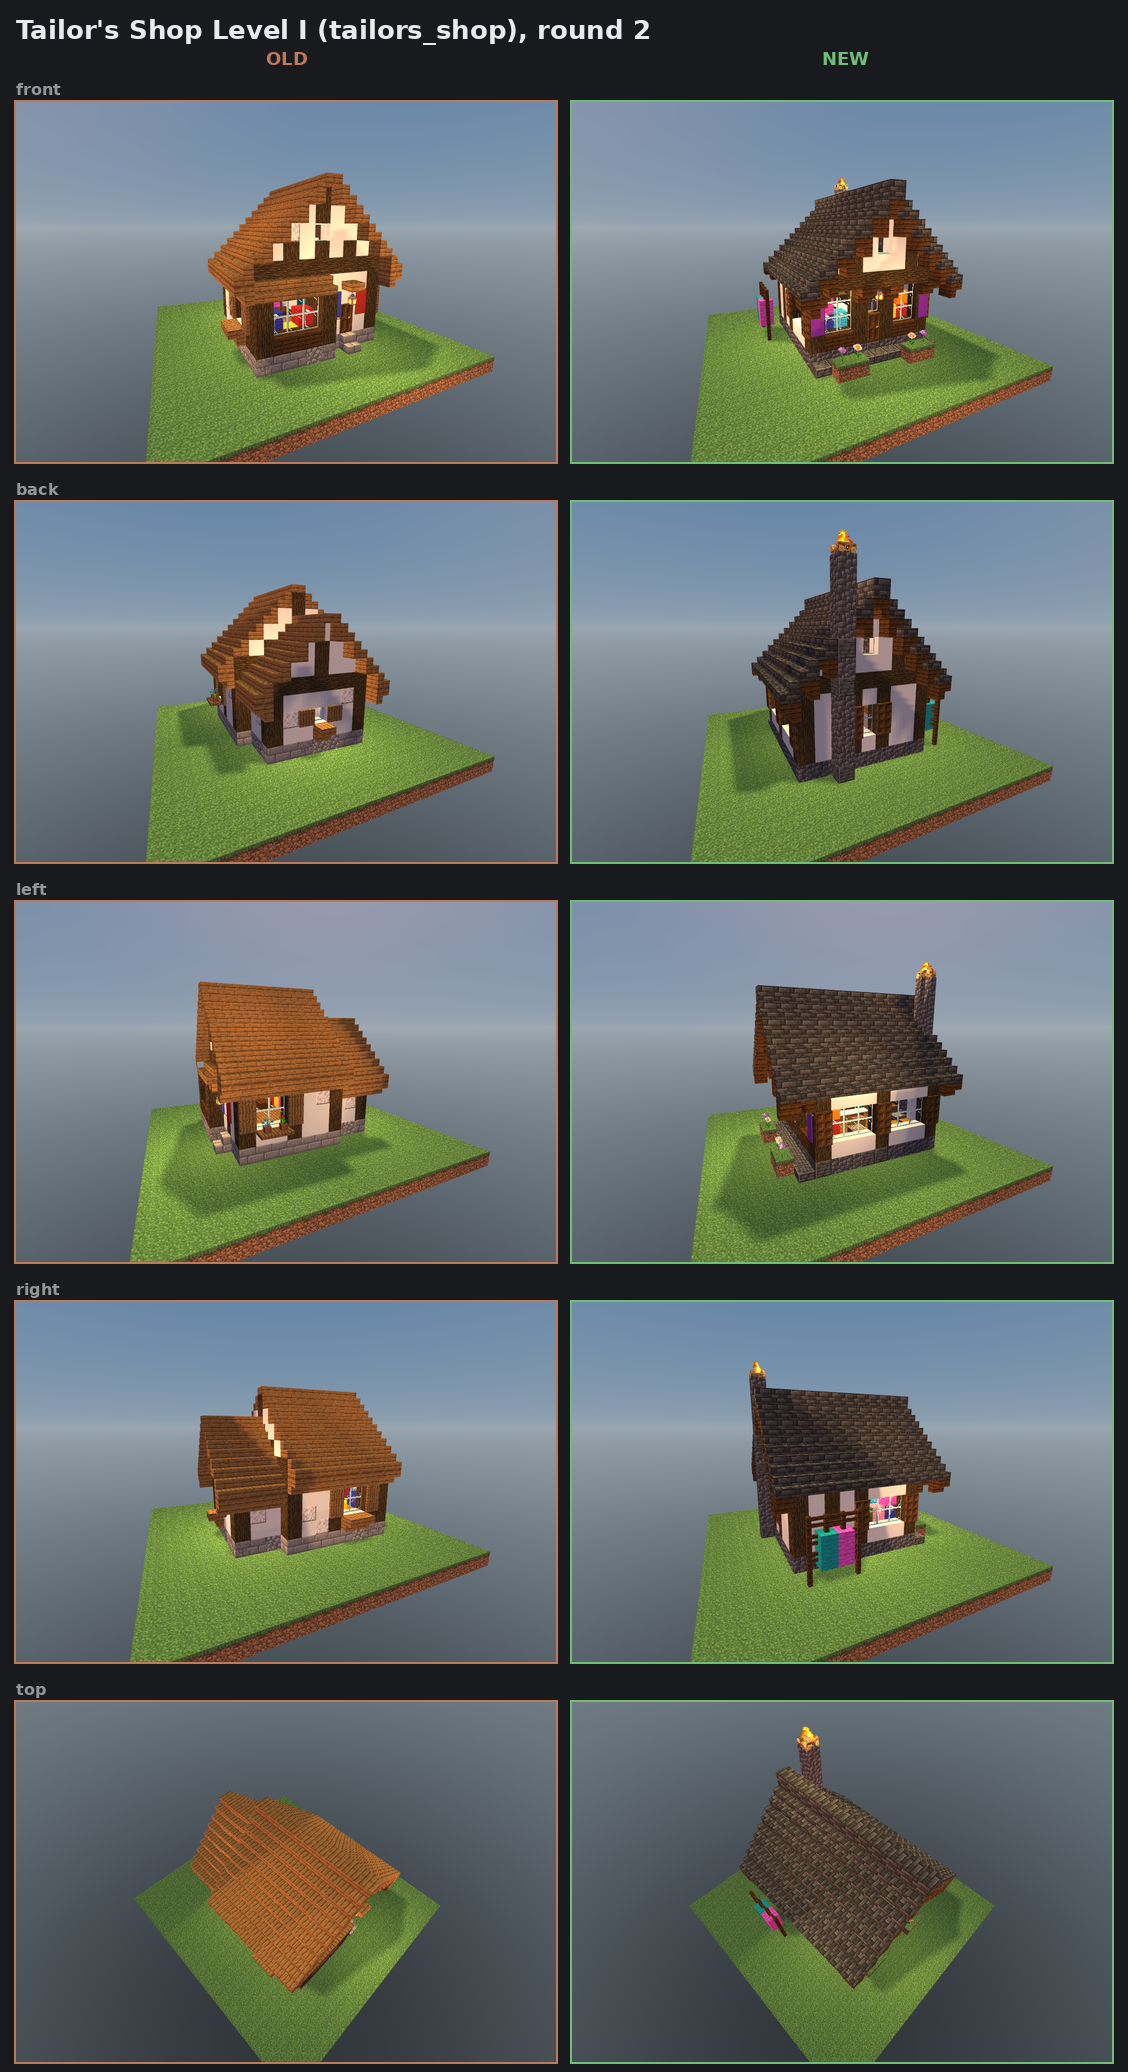 Tailor's Shop Level I (tailors_shop), round 2
OLD
NEW
front
back
left
right
top